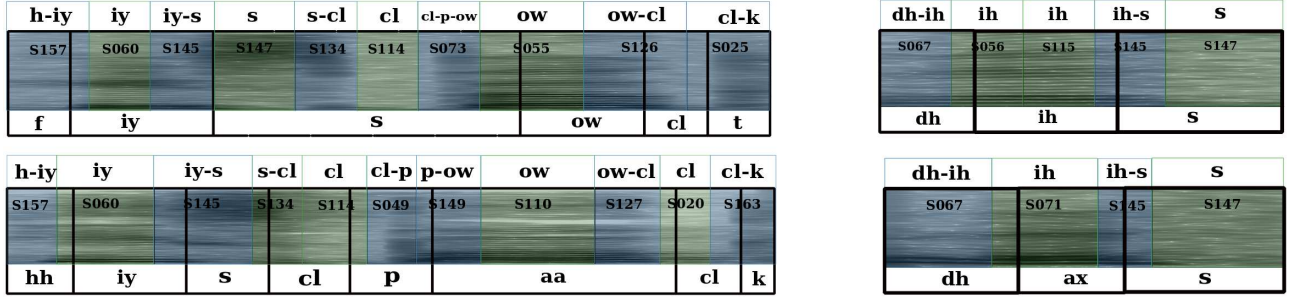 h-iy iy iy-s s s-cl cl cl-p-ow ow ow-cl cl-k
S157 S060 S145 S147 S134 S114 S073 S055 S126 S025
f iy s ow cl t
h-iy iy iy-s s-cl cl cl-p p-ow ow ow-cl cl cl-k
S157 S060 S145 S134 S114 S049 S149 S110 S127 S020 S163
hh iy s cl p aa cl k
dh-ih ih ih ih-s s
S067 S056 S115 S145 S147
dh ih s
dh-ih ih ih-s s
S067 S071 S145 S147
dh ax s